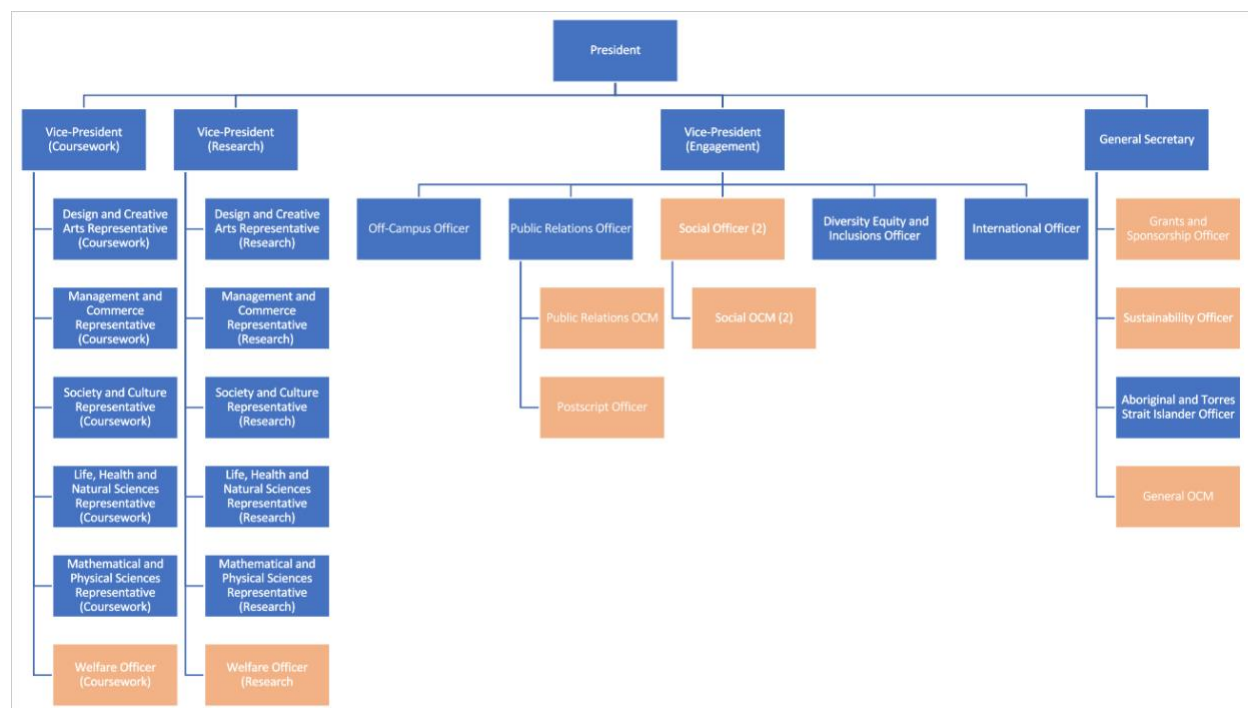 President
Vice-President
(Coursework)
Vice-President
(Research)
Vice-President
(Engagement)
General Secretary
Design and Creative
Arts Representative
(Coursework)
Design and Creative
Arts Representative
(Research)
Off-Campus Officer
Public Relations Officer
Social Officer (2)
Diversity Equity and
Inclusions Officer
International Officer
Grants and
Sponsorship Officer
Management and
Commerce
Representative
(Coursework)
Management and
Commerce
Representative
(Research)
Public Relations OCM
Social OCM (2)
Sustainability Officer
Society and Culture
Representative
(Coursework)
Society and Culture
Representative
(Research)
Postscript Officer
Aboriginal and Torres
Strait Islander Officer
Life, Health and
Natural Sciences
Representative
(Coursework)
Life, Health and
Natural Sciences
Representative
(Research)
General OCM
Mathematical and
Physical Sciences
Representative
(Coursework)
Mathematical and
Physical Sciences
Representative
(Research)
Welfare Officer
(Coursework)
Welfare Officer
(Research